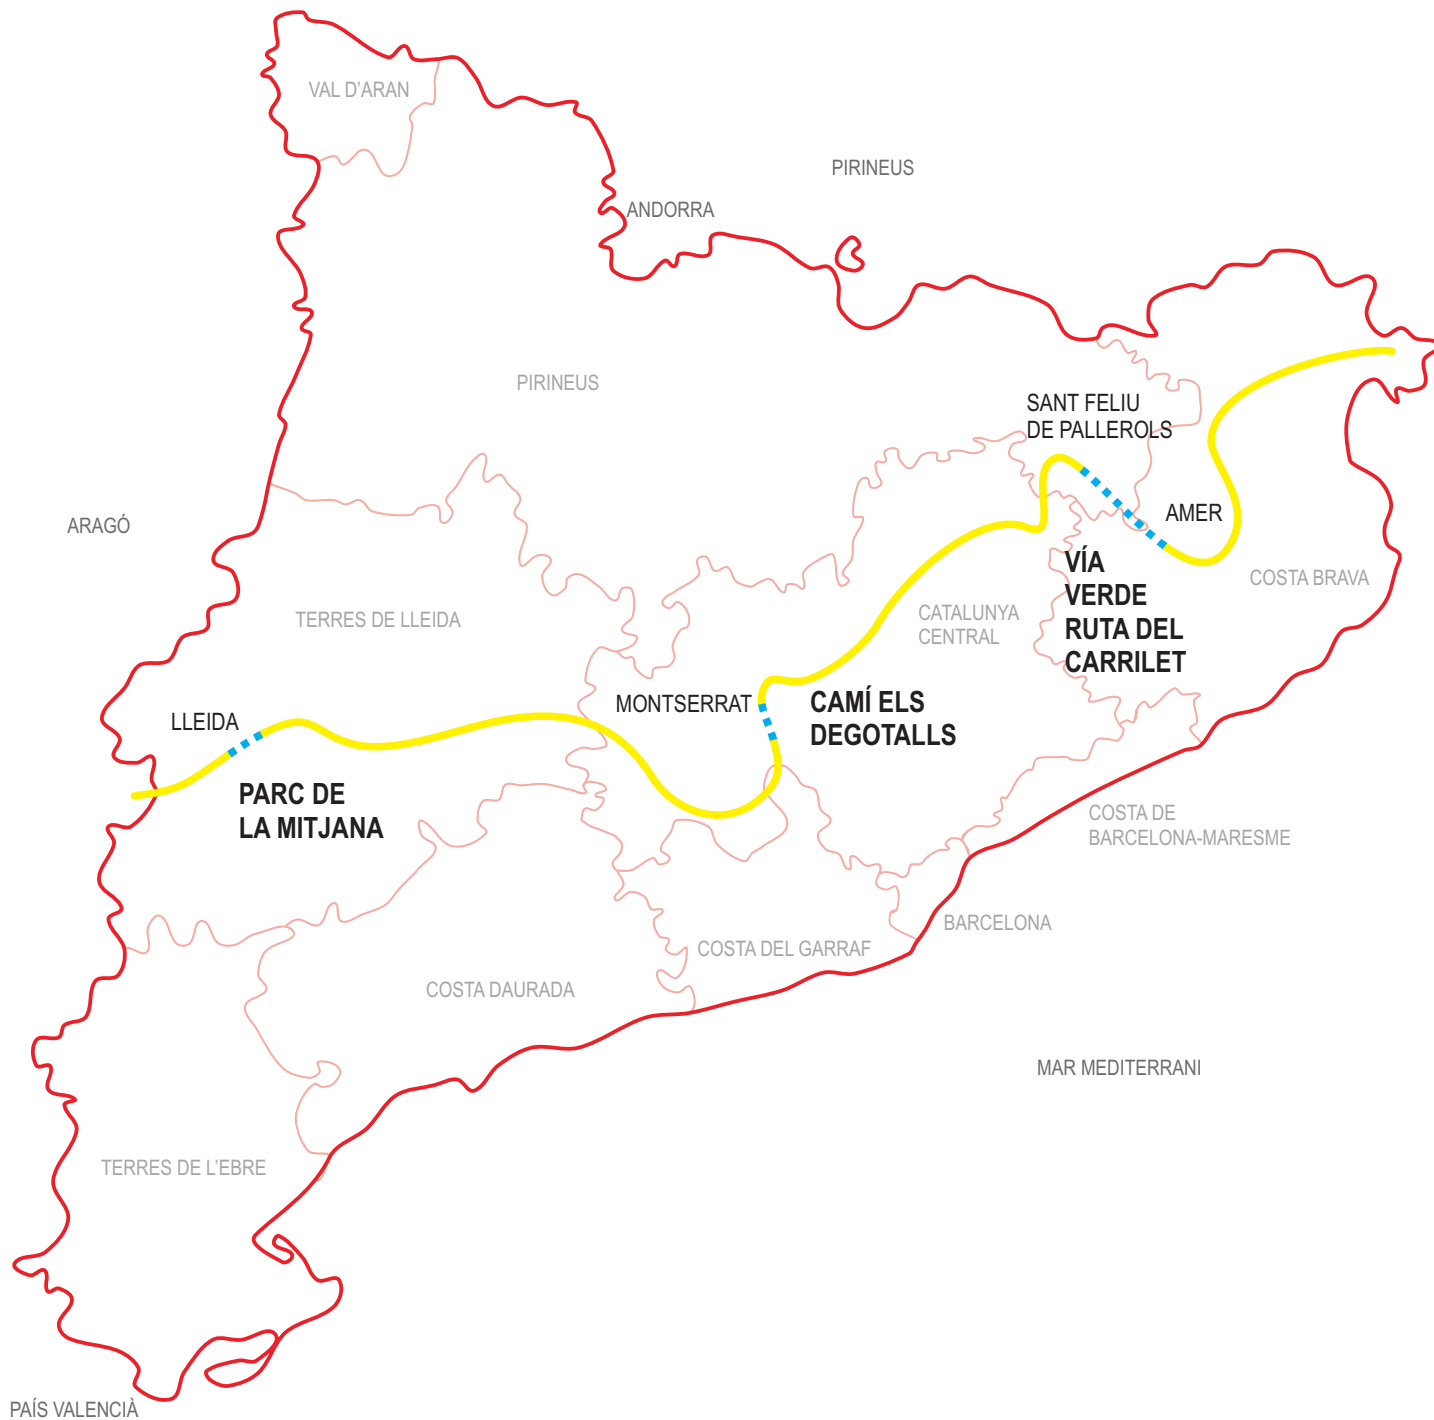 VAL D'ARAN
PIRINEUS
ANDORRA
PIRINEUS
SANT FELIU
DE PALLEROLS
ARAGÓ
AMER
VÍA
VERDE
RUTA DEL
CARRILET
COSTA BRAVA
TERRES DE LLEIDA
CATALUNYA
CENTRAL
MONTSERRAT
CAMÍ ELS
DEGOTALLS
LLEIDA
PARC DE
LA MITJANA
COSTA DE
BARCELONA-MARESME
BARCELONA
COSTA DEL GARRAF
COSTA DAURADA
MAR MEDITERRANI
TERRES DE L'EBRE
PAÍS VALENCIÀ